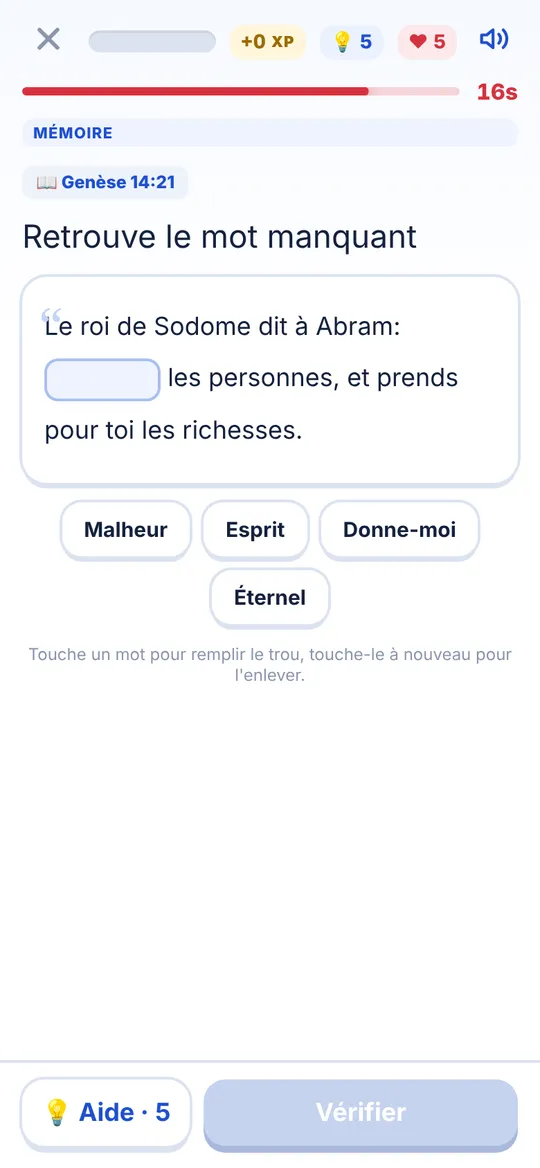 +0 XP 💡 5 ❤ 5
16s
MÉMOIRE
📖 Genèse 14:21
Retrouve le mot manquant
“
Le roi de Sodome dit à Abram:
les personnes, et prends
pour toi les richesses.
Malheur Esprit Donne-moi
Éternel
Touche un mot pour remplir le trou, touche-le à nouveau pour
l'enlever.
💡 Aide · 5 Vérifier